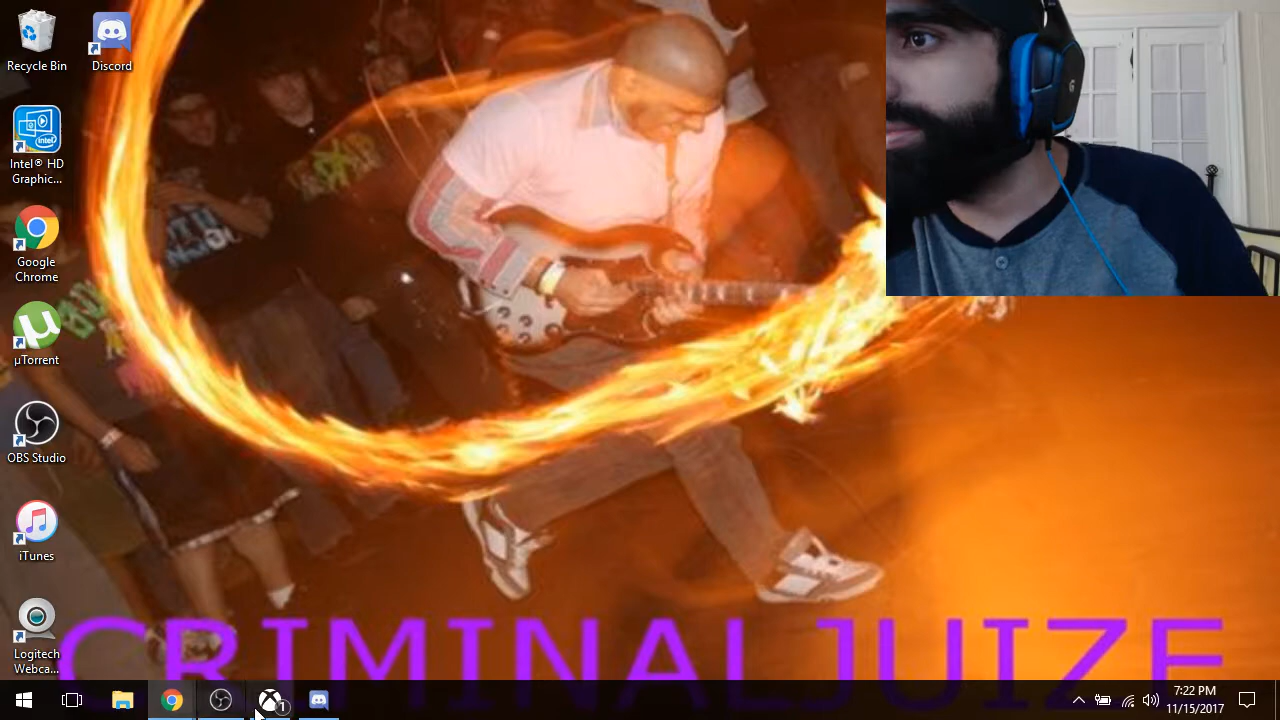 Recycle Bin
Discord
Intel® HD
Graphic...
Google
Chrome
µTorrent
OBS Studio
iTunes
Logitech
Webca...
CRIMINALJUIZE
1
7:22 PM
11/15/2017